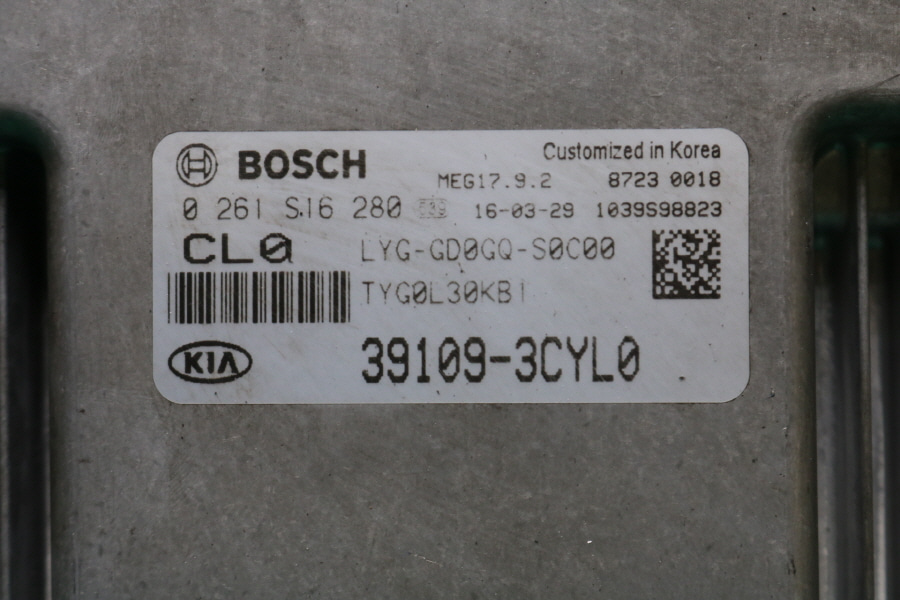 BOSCH
Customized in Korea
MEG17.9.2 8723 0018
0 261 S16 280 16-03-29 1039S98823
CL0 LYG-GD0GQ-S0C00
TYG0L30KB1
KIA 39109-3CYL0